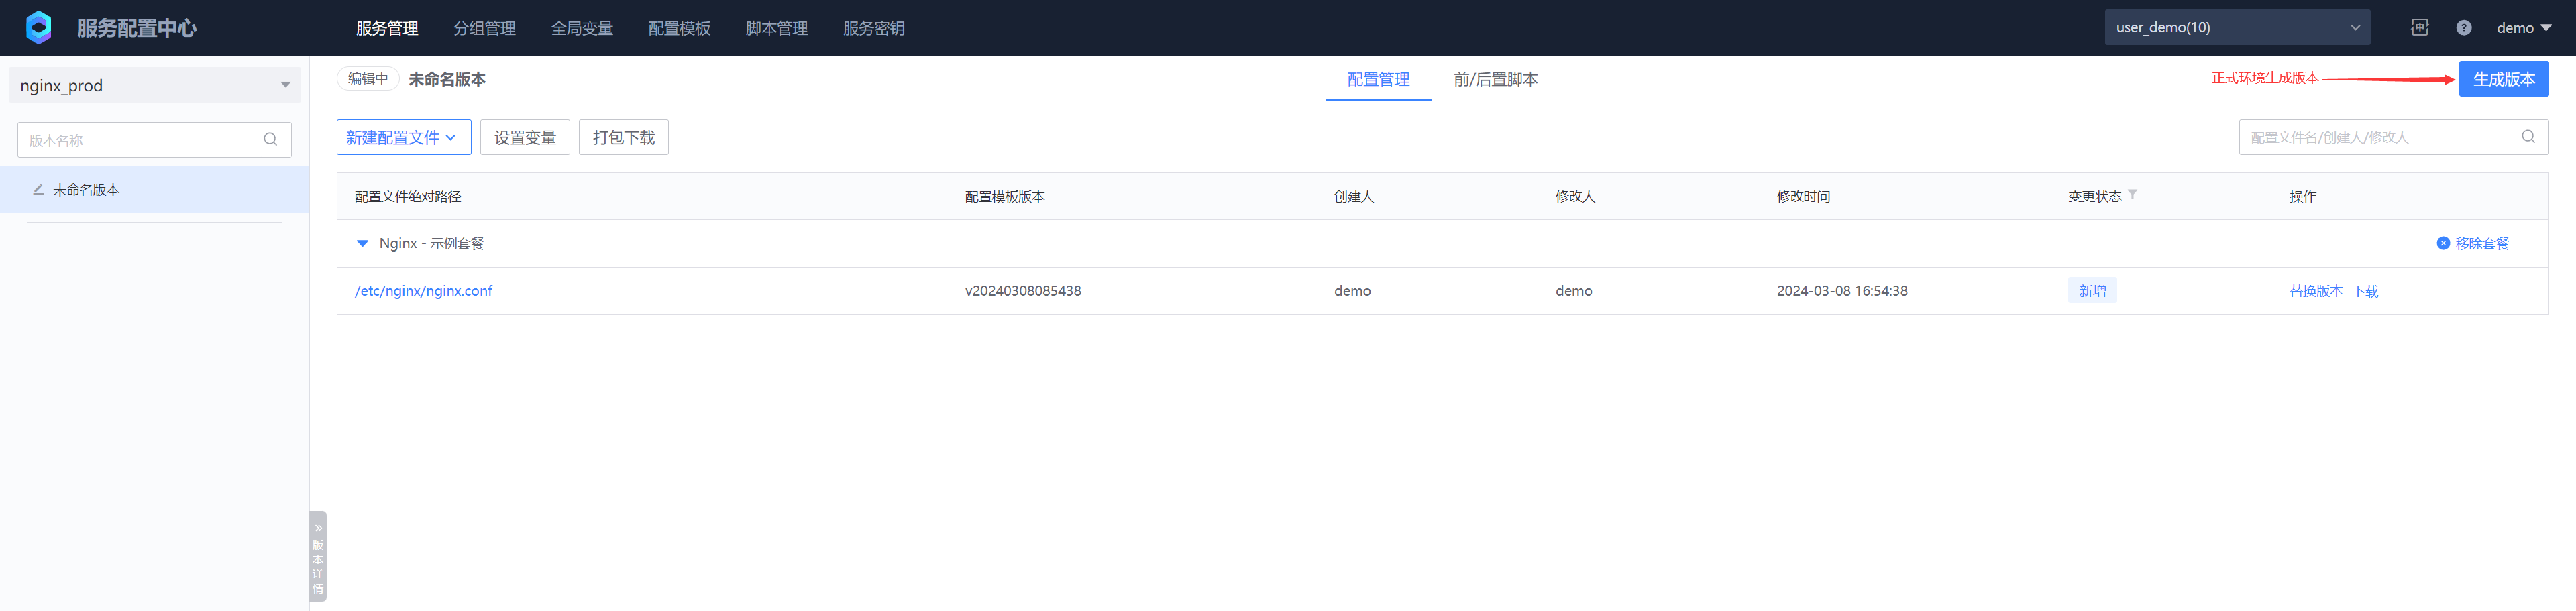 服务配置中心
服务管理 分组管理 全局变量 配置模板 脚本管理 服务密钥
user_demo(10)
中
?
demo
nginx_prod
版本名称
未命名版本
编辑中 未命名版本
配置管理 前/后置脚本
正式环境生成版本
生成版本
新建配置文件 设置变量 打包下载
配置文件名/创建人/修改人
配置文件绝对路径 配置模板版本 创建人 修改人 修改时间 变更状态 操作
Nginx - 示例套餐 移除套餐
/etc/nginx/nginx.conf v20240308085438 demo demo 2024-03-08 16:54:38 新增 替换版本 下载
»
版本详情